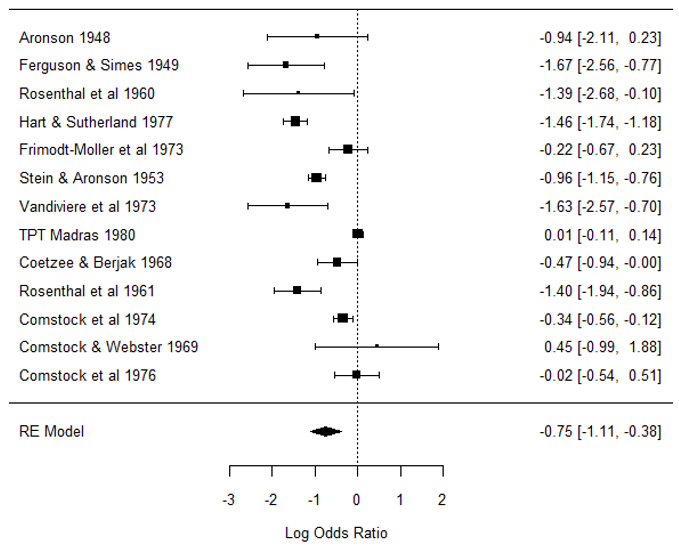 Aronson 1948 -0.94 [-2.11, 0.23]
Ferguson & Simes 1949 -1.67 [-2.56, -0.77]
Rosenthal et al 1960 -1.39 [-2.68, -0.10]
Hart & Sutherland 1977 -1.46 [-1.74, -1.18]
Frimodt-Moller et al 1973 -0.22 [-0.67, 0.23]
Stein & Aronson 1953 -0.96 [-1.15, -0.76]
Vandiviere et al 1973 -1.63 [-2.57, -0.70]
TPT Madras 1980 0.01 [-0.11, 0.14]
Coetzee & Berjak 1968 -0.47 [-0.94, -0.00]
Rosenthal et al 1961 -1.40 [-1.94, -0.86]
Comstock et al 1974 -0.34 [-0.56, -0.12]
Comstock & Webster 1969 0.45 [-0.99, 1.88]
Comstock et al 1976 -0.02 [-0.54, 0.51]
RE Model -0.75 [-1.11, -0.38]
-3 -2 -1 0 1 2
Log Odds Ratio